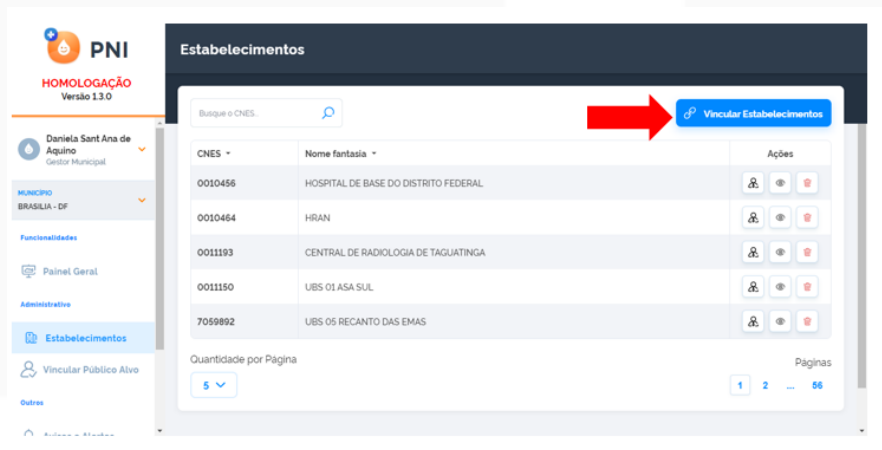 PNI
HOMOLOGAÇÃO
Versão 1.3.0
Daniela Sant Ana de
Aquino
Gestor Municipal
MUNICÍPIO
BRASILIA - DF
Funcionalidades
Painel Geral
Administrativo
Estabelecimentos
Vincular Público Alvo
Outros
Avisos e Alertas
Estabelecimentos
Busque o CNES..
Vincular Estabelecimentos
CNES Nome fantasia Ações
0010456 HOSPITAL DE BASE DO DISTRITO FEDERAL
0010464 HRAN
0011193 CENTRAL DE RADIOLOGIA DE TAGUATINGA
0011150 UBS 01 ASA SUL
7059892 UBS 05 RECANTO DAS EMAS
Quantidade por Página
5
Páginas
1 2 ... 56